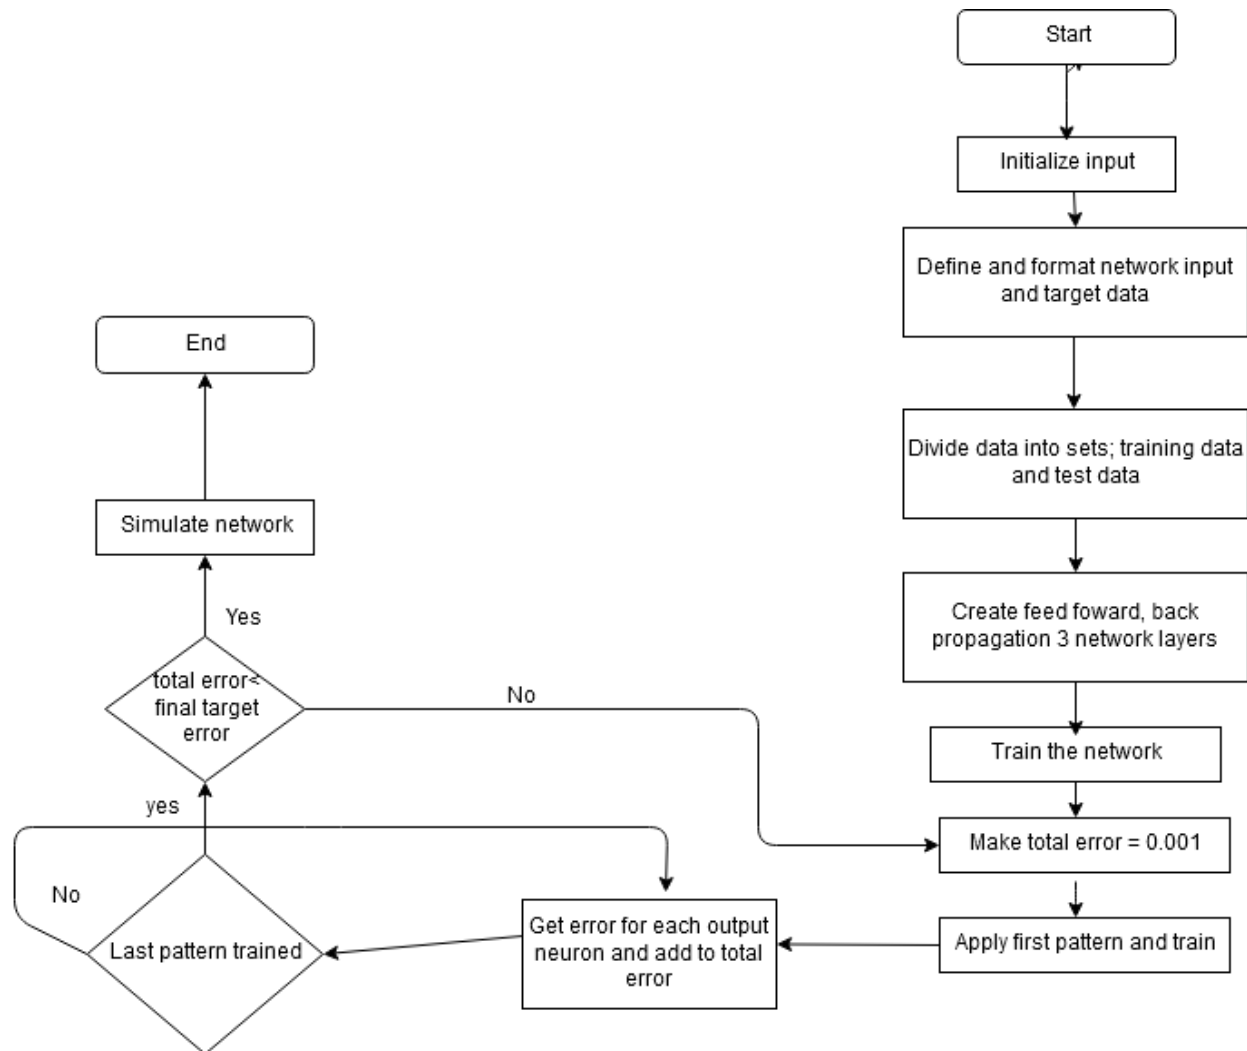 Start
Initialize input
Define and format network input
and target data
Divide data into sets; training data
and test data
Create feed foward, back
propagation 3 network layers
Train the network
Make total error = 0.001
Apply first pattern and train
Get error for each output
neuron and add to total
error
Last pattern trained
No
yes
total error<
final target
error
No
Yes
Simulate network
End